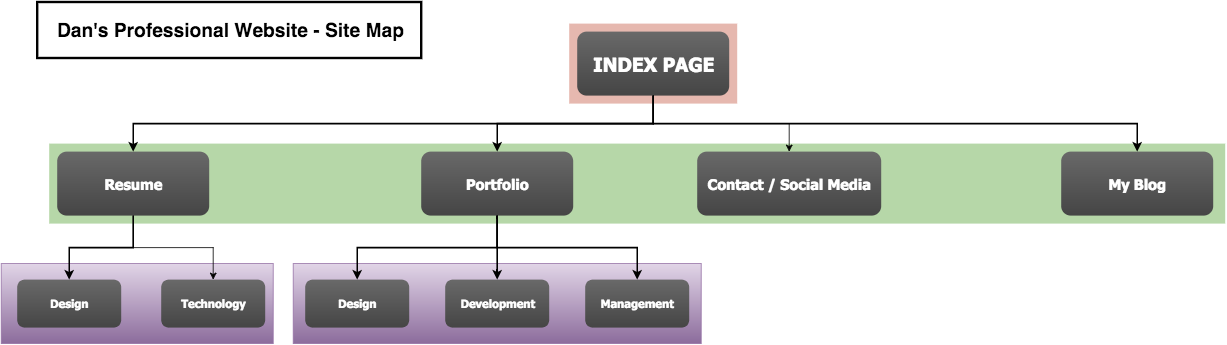 Dan's Professional Website - Site Map
INDEX PAGE
Resume
Portfolio
Contact / Social Media
My Blog
Design
Technology
Design
Development
Management